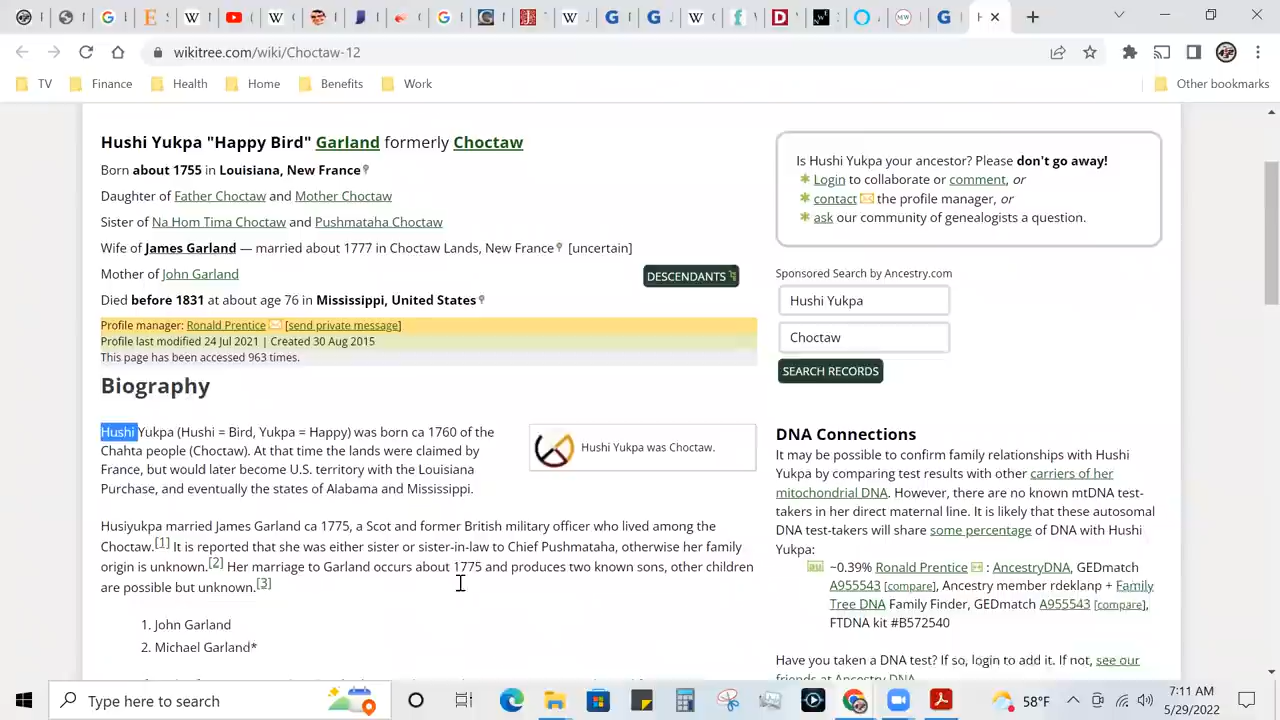 wikitree.com/wiki/Choctaw-12
TV Finance Health Home Benefits Work Other bookmarks
Hushi Yukpa "Happy Bird" Garland formerly Choctaw
Born about 1755 in Louisiana, New France
Daughter of Father Choctaw and Mother Choctaw
Sister of Na Hom Tima Choctaw and Pushmataha Choctaw
Wife of James Garland — married about 1777 in Choctaw Lands, New France [uncertain]
Mother of John Garland
DESCENDANTS
Died before 1831 at about age 76 in Mississippi, United States
Profile manager: Ronald Prentice [send private message]
Profile last modified 24 Jul 2021 | Created 30 Aug 2015
This page has been accessed 963 times.
Biography
Hushi Yukpa (Hushi = Bird, Yukpa = Happy) was born ca 1760 of the
Chahta people (Choctaw). At that time the lands were claimed by
France, but would later become U.S. territory with the Louisiana
Purchase, and eventually the states of Alabama and Mississippi.
Hushi Yukpa was Choctaw.
Husiyukpa married James Garland ca 1775, a Scot and former British military officer who lived among the
Choctaw.[1] It is reported that she was either sister or sister-in-law to Chief Pushmataha, otherwise her family
origin is unknown.[2] Her marriage to Garland occurs about 1775 and produces two known sons, other children
are possible but unknown.[3]
1. John Garland
2. Michael Garland*
Is Hushi Yukpa your ancestor? Please don't go away!
Login to collaborate or comment, or
contact the profile manager, or
ask our community of genealogists a question.
Sponsored Search by Ancestry.com
Hushi Yukpa
Choctaw
SEARCH RECORDS
DNA Connections
It may be possible to confirm family relationships with Hushi
Yukpa by comparing test results with other carriers of her
mitochondrial DNA. However, there are no known mtDNA test-
takers in her direct maternal line. It is likely that these autosomal
DNA test-takers will share some percentage of DNA with Hushi
Yukpa:
~0.39% Ronald Prentice : AncestryDNA, GEDmatch
A955543 [compare], Ancestry member rdeklanp + Family
Tree DNA Family Finder, GEDmatch A955543 [compare],
FTDNA kit #B572540
Have you taken a DNA test? If so, login to add it. If not, see our
friends at Ancestry DNA.
Type here to search
58°F
7:11 AM
5/29/2022